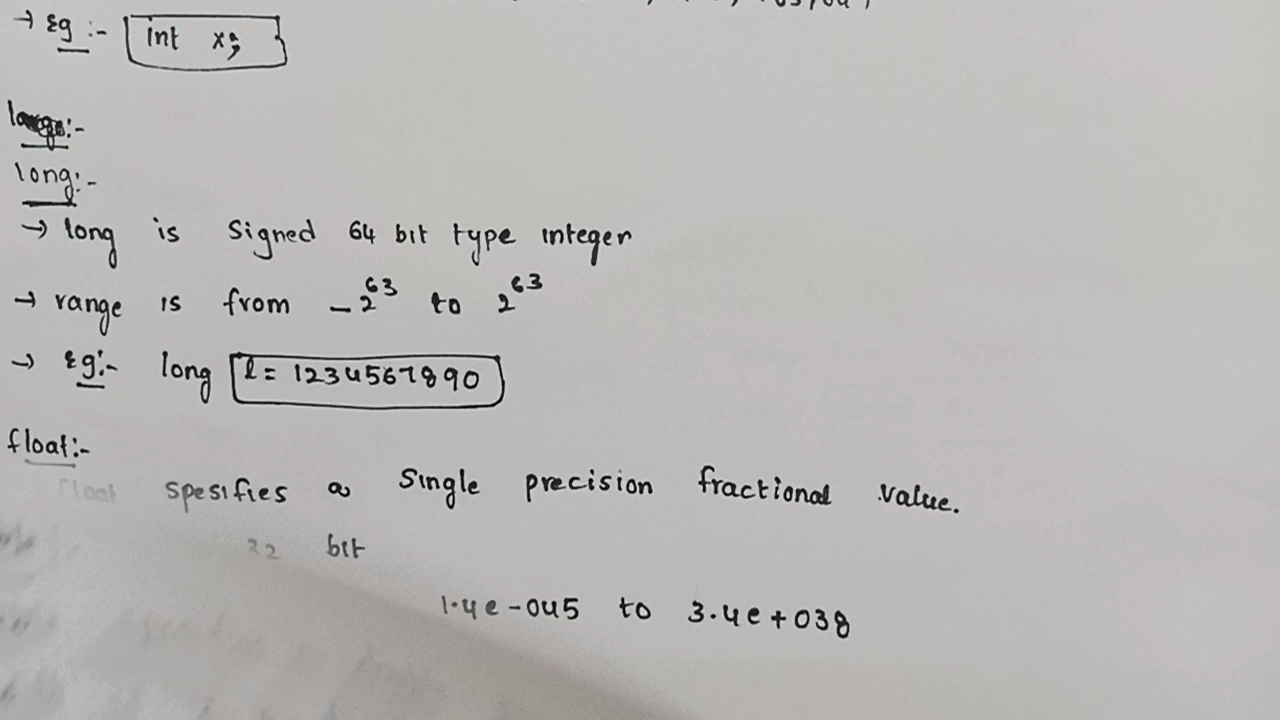 → Eg :- int x;
long:-
→ long is Signed 64 bit type integer
→ range is from -2^63 to 2^63
→ Eg:- long l = 1234567890
float:-
float spesifies a Single precision fractional value.
bit
1.4e-045 to 3.4e+038